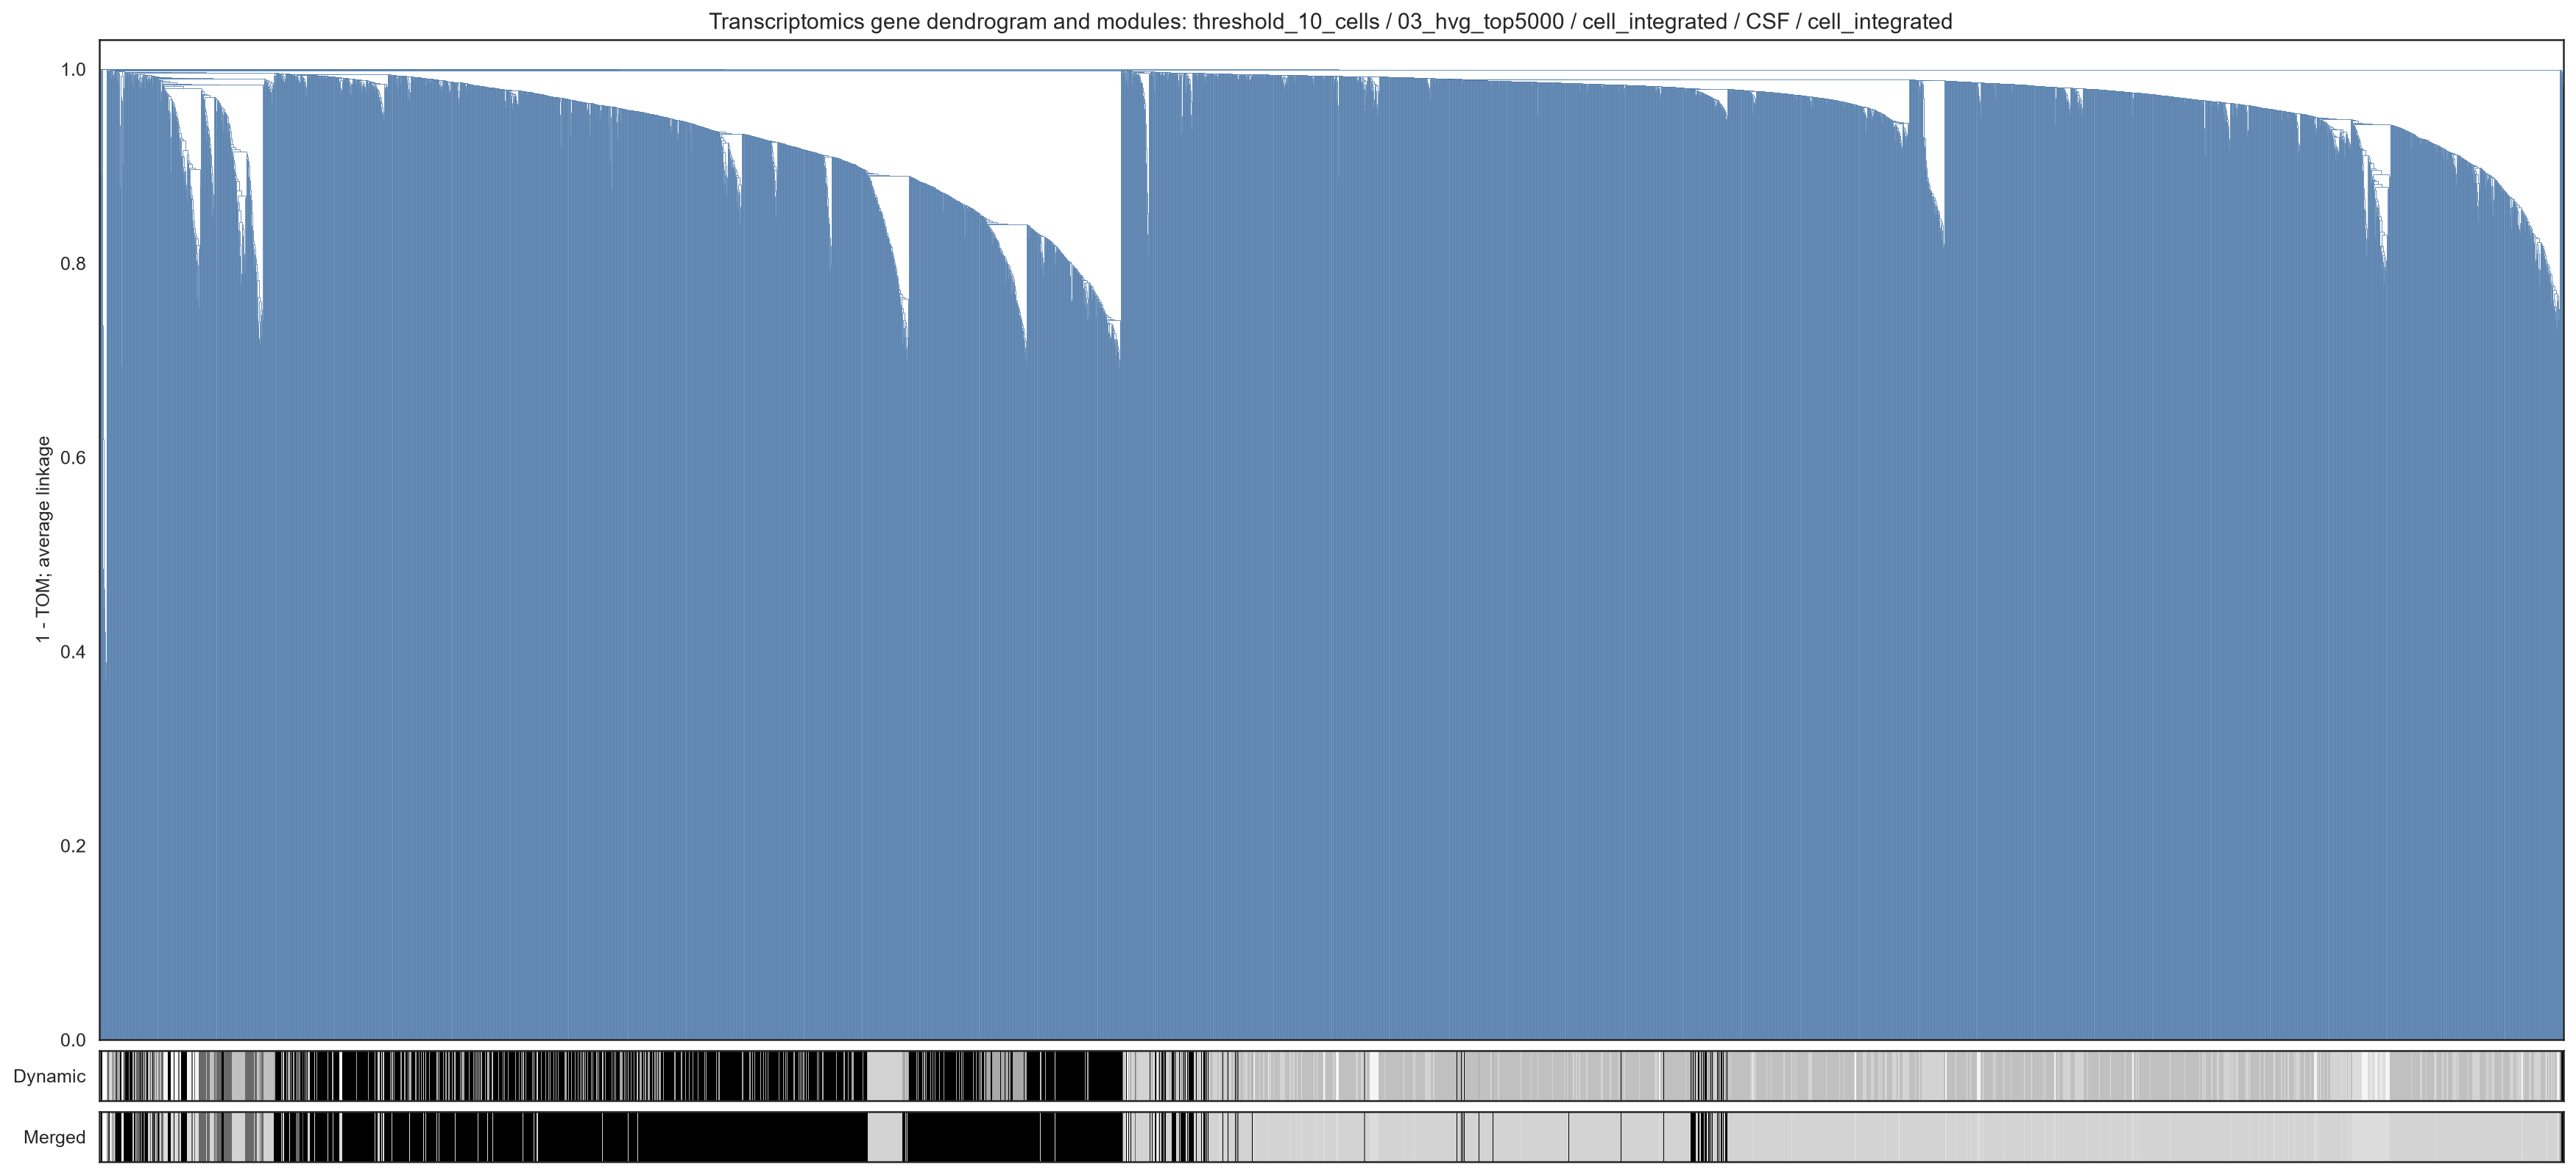 Transcriptomics gene dendrogram and modules: threshold_10_cells / 03_hvg_top5000 / cell_integrated / CSF / cell_integrated
1.0
0.8
0.6
0.4
0.2
0.0
1 - TOM; average linkage
Dynamic
Merged